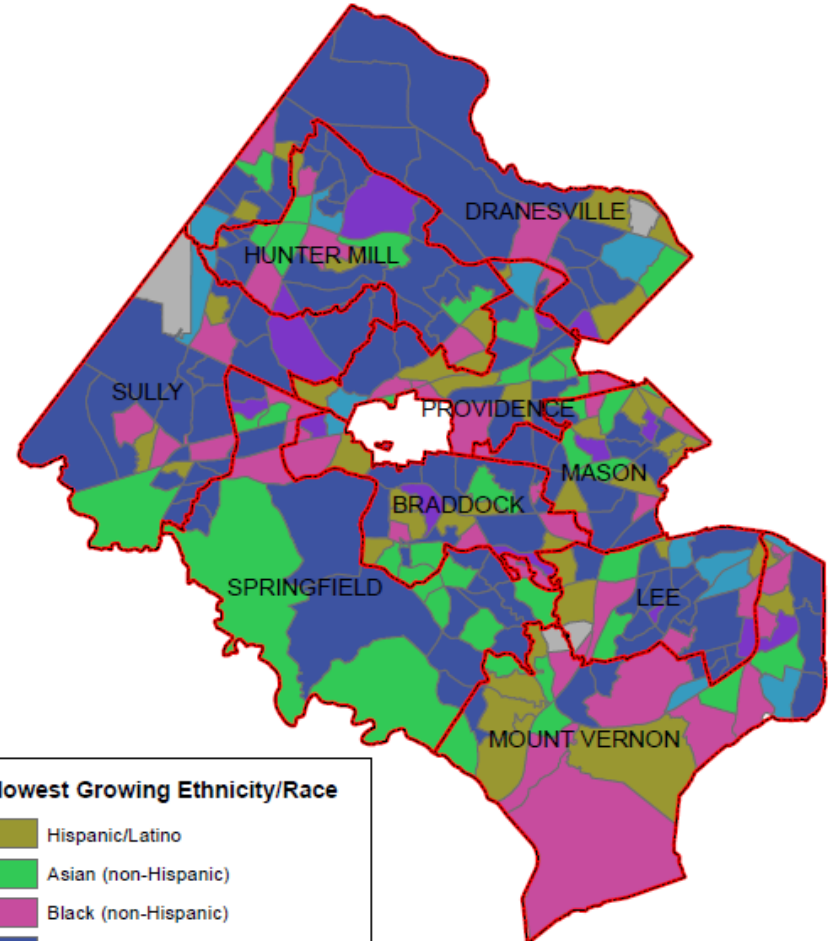 DRANESVILLE
HUNTER MILL
SULLY
PROVIDENCE
MASON
BRADDOCK
SPRINGFIELD
LEE
MOUNT VERNON
lowest Growing Ethnicity/Race
Hispanic/Latino
Asian (non-Hispanic)
Black (non-Hispanic)